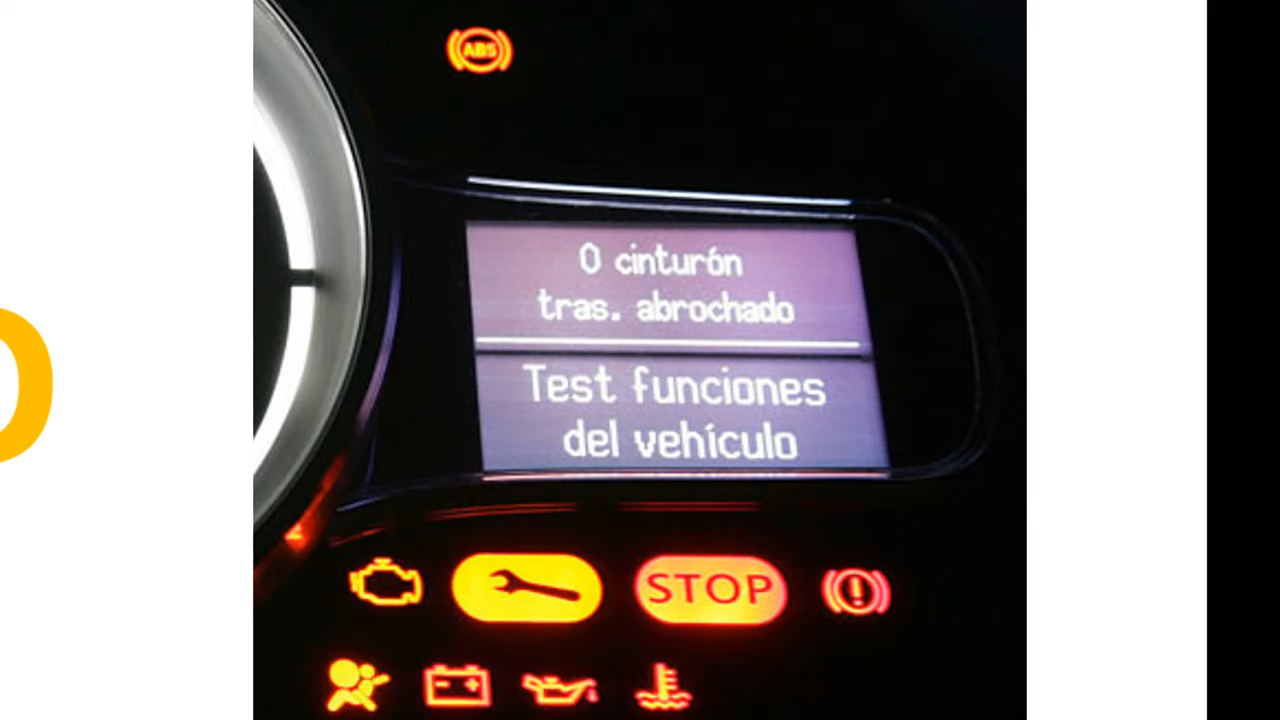 ABS
0 cinturón
tras. abrochado
Test funciones
del vehículo
STOP